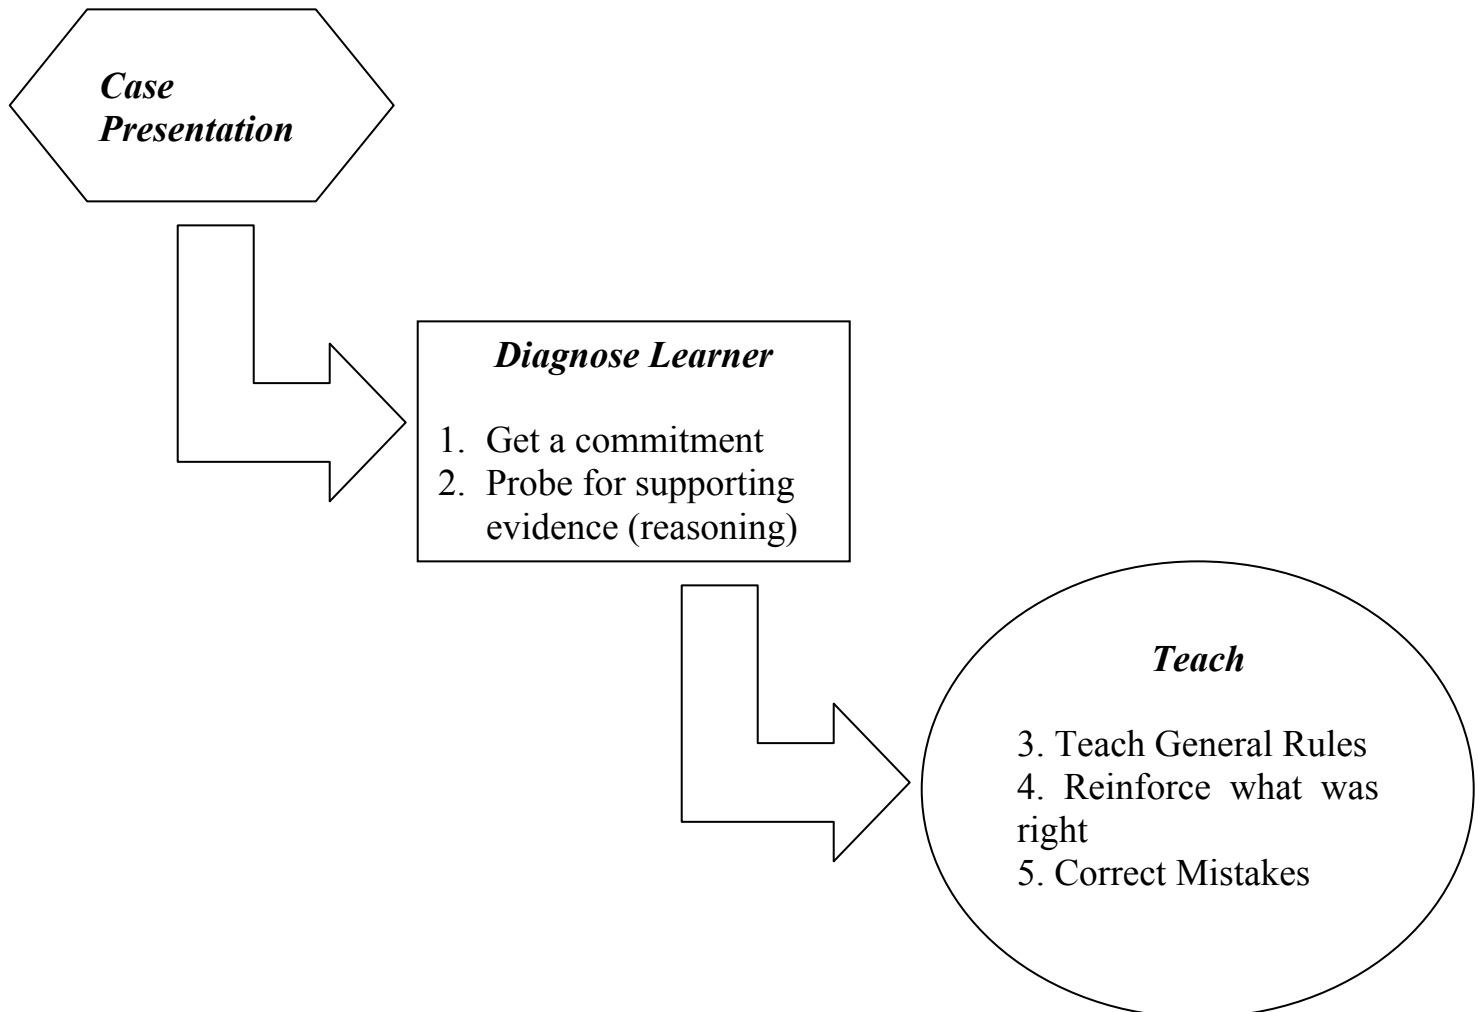 Case
Presentation
Diagnose Learner
1. Get a commitment
2. Probe for supporting
evidence (reasoning)
Teach
3. Teach General Rules
4. Reinforce what was
right
5. Correct Mistakes